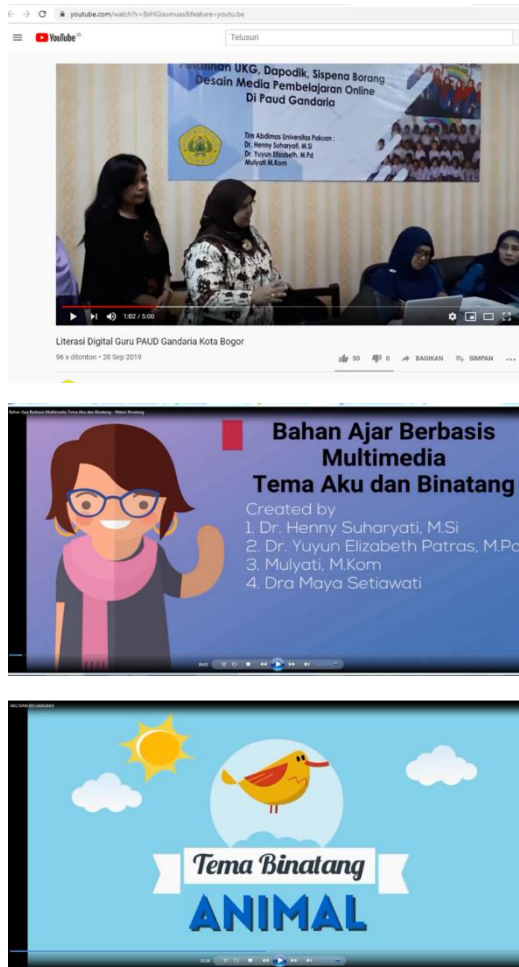 youtube.com/watch?v=BsHGisumuas&feature=youtu.be
YouTube ID
Telusuri
Pelatihan UKG, Dapodik, Sispena Borang
Desain Media Pembelajaran Online
Di Paud Gandaria
Tim Abdimas Universitas Pakuan :
Dr. Henny Suharyati, M.Si
Dr. Yuyun Elizabeth, M.Pd
Mulyati M.Kom
1:02 / 5:00
Literasi Digital Guru PAUD Gandaria Kota Bogor
96 x ditonton • 28 Sep 2019
50
0
BAGIKAN
SIMPAN
Bahan Ajar Berbasis Multimedia Tema Aku dan Binatang - Materi Binatang
Bahan Ajar Berbasis
Multimedia
Tema Aku dan Binatang
Created by
1. Dr. Henny Suharyati, M.Si
2. Dr. Yuyun Elizabeth Patras, M.Pd
3. Mulyati, M.Kom
4. Dra Maya Setiawati
AKU DAN KELUARGAKU
Tema Binatang
ANIMAL